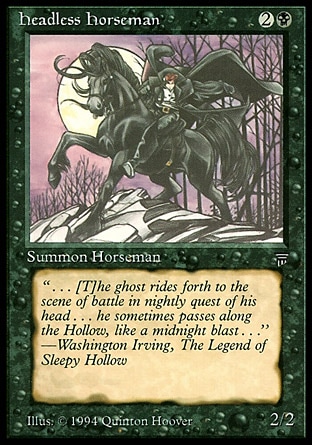 Headless Horseman 2
Summon Horseman
“ . . . [T]he ghost rides forth to the
scene of battle in nightly quest of his
head . . . he sometimes passes along
the Hollow, like a midnight blast . . .”
—Washington Irving, The Legend of
Sleepy Hollow
Illus: © 1994 Quinton Hoover 2/2